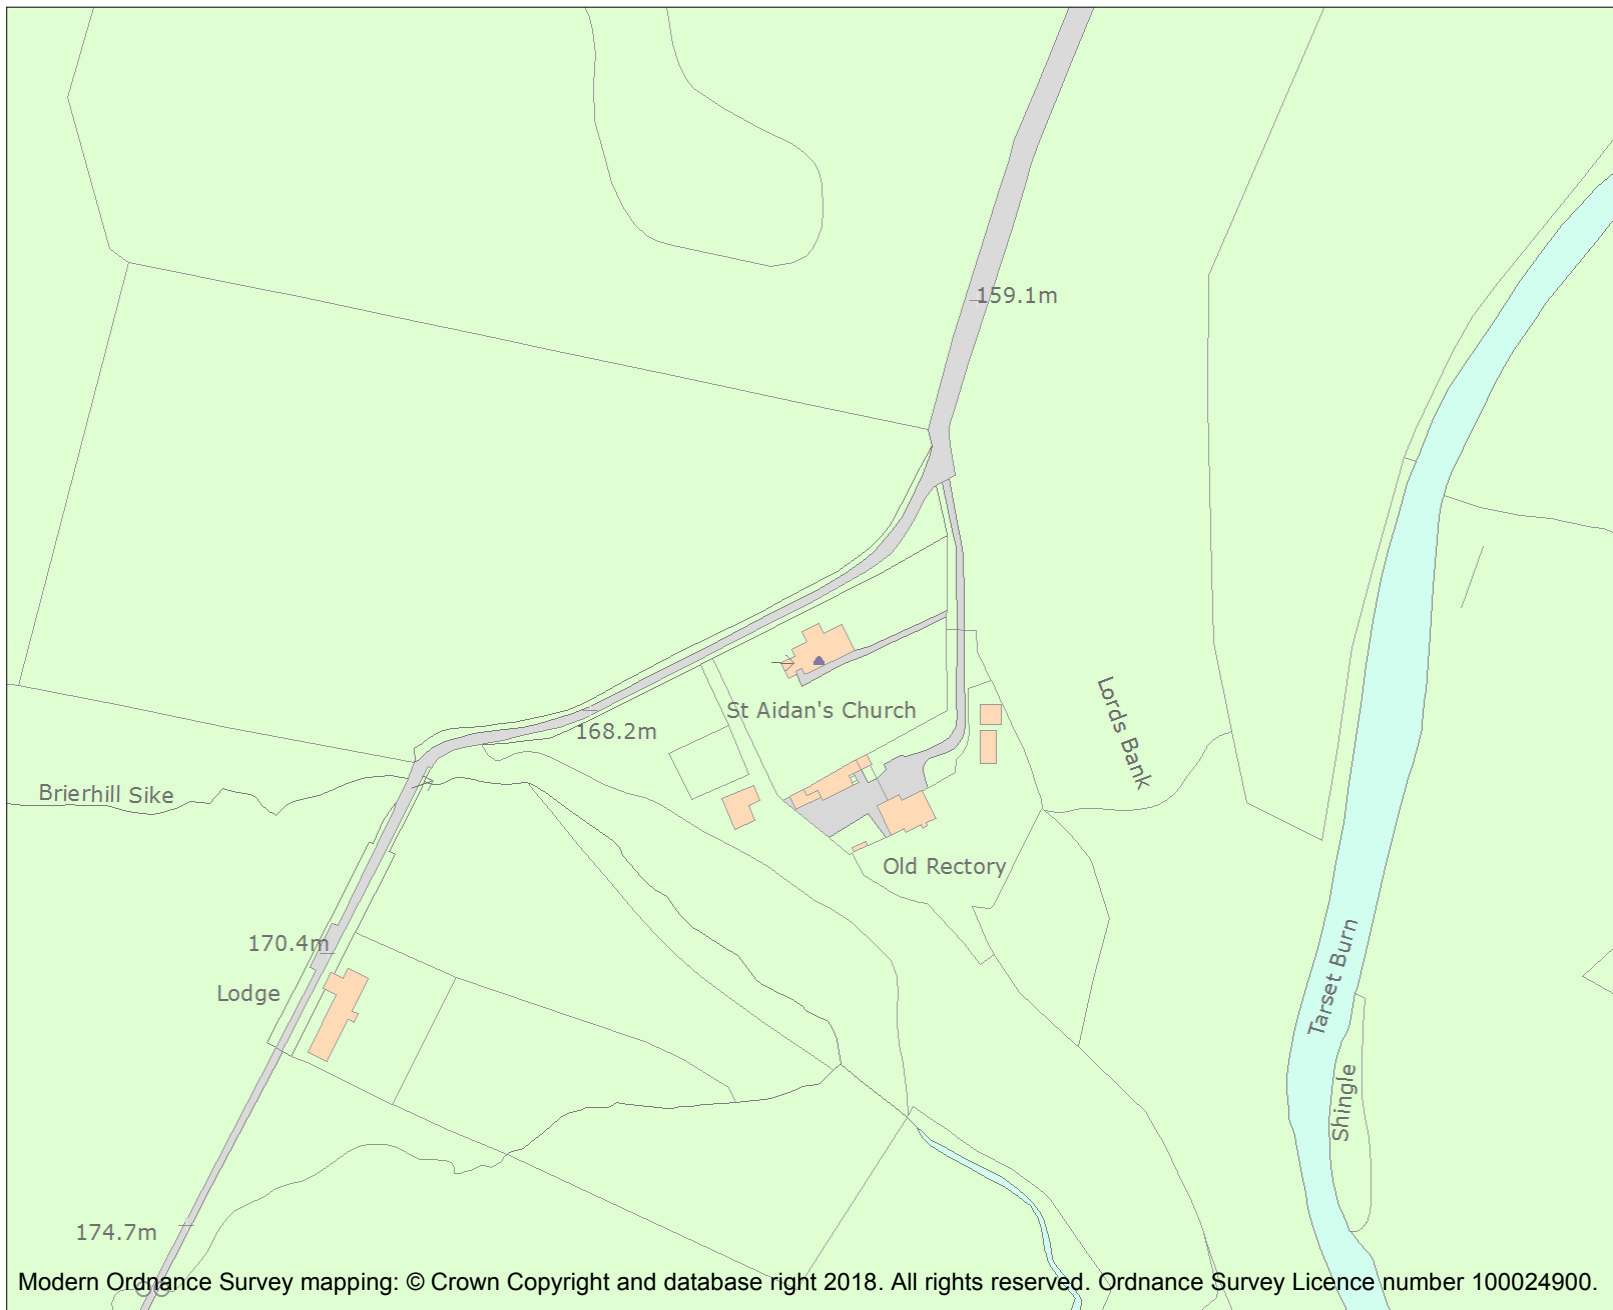 159.1m
St Aidan's Church
168.2m
Lords Bank
Brierhill Sike
Old Rectory
170.4m
Lodge
Tarset Burn
Shingle
174.7m
Modern Ordnance Survey mapping: © Crown Copyright and database right 2018. All rights reserved. Ordnance Survey Licence number 100024900.